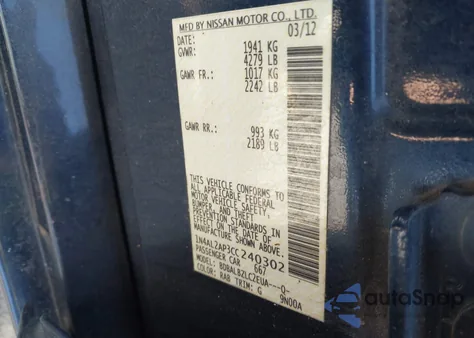 MFD BY NISSAN MOTOR CO., LTD.
DATE: 03/12
GVWR: 1941 KG
4279 LB
GAWR FR.: 1017 KG
2242 LB
GAWR RR.: 993 KG
2189 LB
THIS VEHICLE CONFORMS TO
ALL APPLICABLE FEDERAL
MOTOR VEHICLE SAFETY,
BUMPER, AND THEFT
PREVENTION STANDARDS
IN EFFECT ON THE DATE OF
MANUFACTURE SHOWN
ABOVE.
1N4AL2AP3CC240302
PASSENGER CAR 667
MODEL: BDBALBZLCZEUA---Q-
COLOR: RAB TRIM: G 9N00A
autoSnap